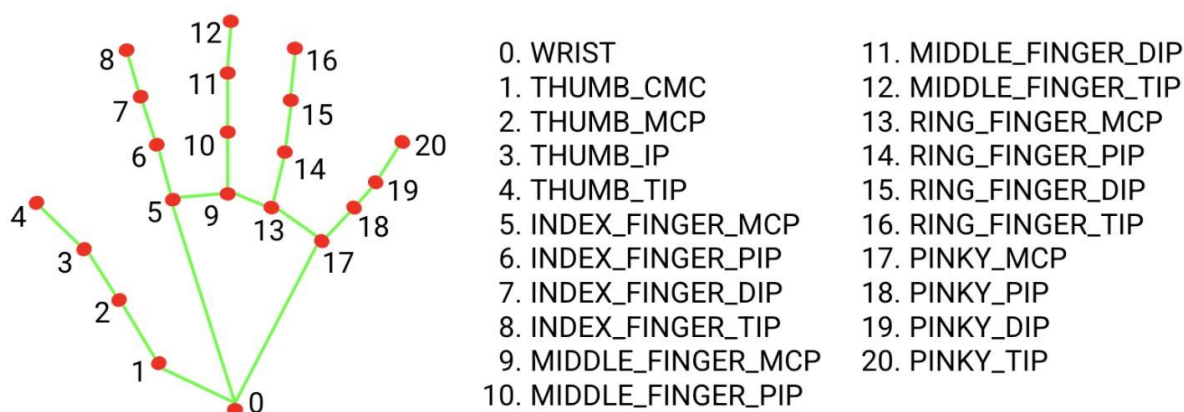 12
8
16
11
7
15
10
6
20
14
19
4
5
9
13
18
3
17
2
1
0
0. WRIST
1. THUMB_CMC
2. THUMB_MCP
3. THUMB_IP
4. THUMB_TIP
5. INDEX_FINGER_MCP
6. INDEX_FINGER_PIP
7. INDEX_FINGER_DIP
8. INDEX_FINGER_TIP
9. MIDDLE_FINGER_MCP
10. MIDDLE_FINGER_PIP
11. MIDDLE_FINGER_DIP
12. MIDDLE_FINGER_TIP
13. RING_FINGER_MCP
14. RING_FINGER_PIP
15. RING_FINGER_DIP
16. RING_FINGER_TIP
17. PINKY_MCP
18. PINKY_PIP
19. PINKY_DIP
20. PINKY_TIP